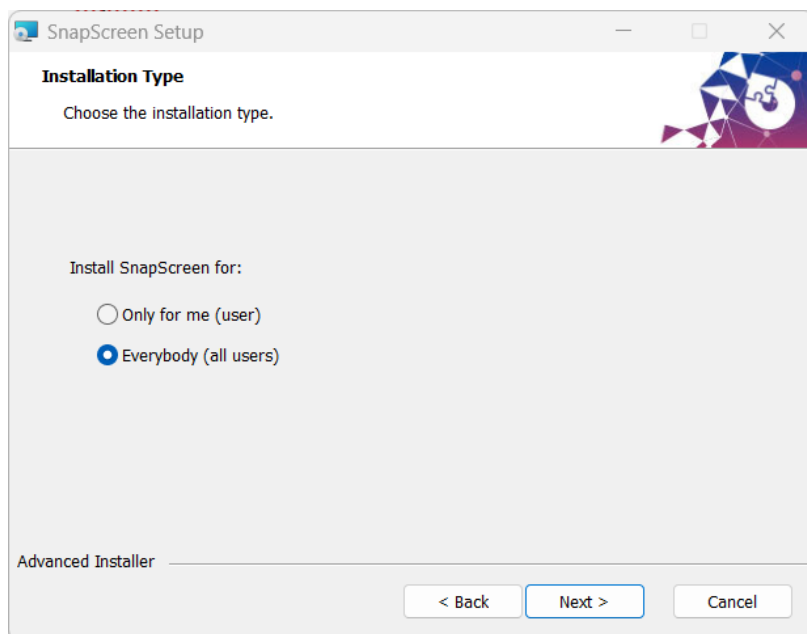 SnapScreen Setup
Installation Type
Choose the installation type.
Install SnapScreen for:
Only for me (user)
Everybody (all users)
Advanced Installer
< Back
Next >
Cancel